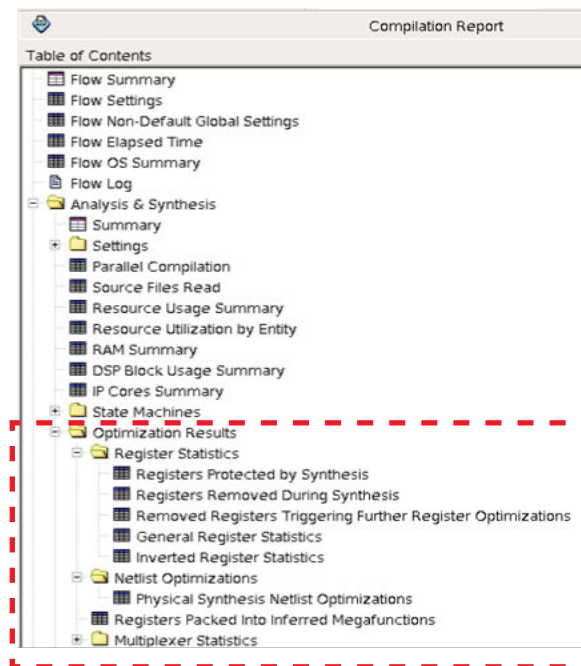 Compilation Report
Table of Contents
Flow Summary
Flow Settings
Flow Non-Default Global Settings
Flow Elapsed Time
Flow OS Summary
Flow Log
Analysis & Synthesis
Summary
Settings
Parallel Compilation
Source Files Read
Resource Usage Summary
Resource Utilization by Entity
RAM Summary
DSP Block Usage Summary
IP Cores Summary
State Machines
Optimization Results
Register Statistics
Registers Protected by Synthesis
Registers Removed During Synthesis
Removed Registers Triggering Further Register Optimizations
General Register Statistics
Inverted Register Statistics
Netlist Optimizations
Physical Synthesis Netlist Optimizations
Registers Packed Into Inferred Megafunctions
Multiplexer Statistics